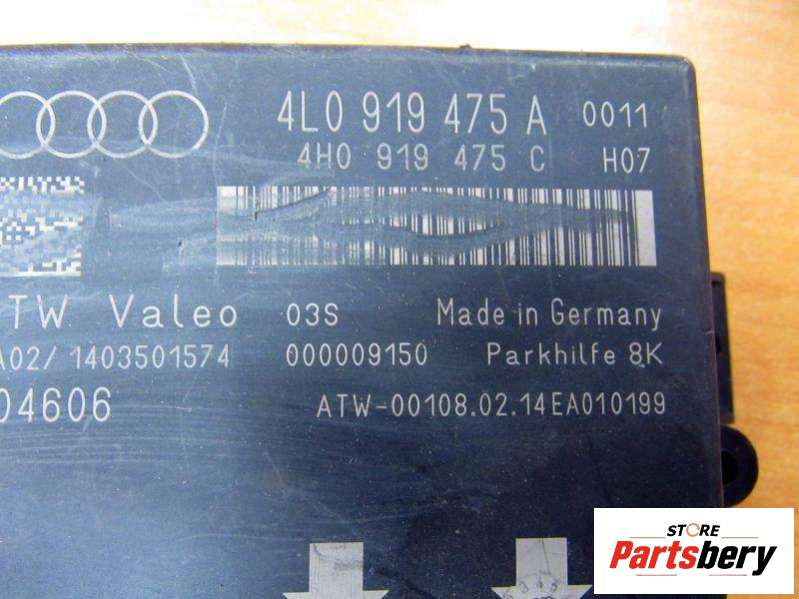 4L0 919 475 A 0011
4H0 919 475 C H07
TW Valeo 03S Made in Germany
A02/ 1403501574 000009150 Parkhilfe 8K
04606 ATW-00108.02.14EA010199
STORE
Partsbery